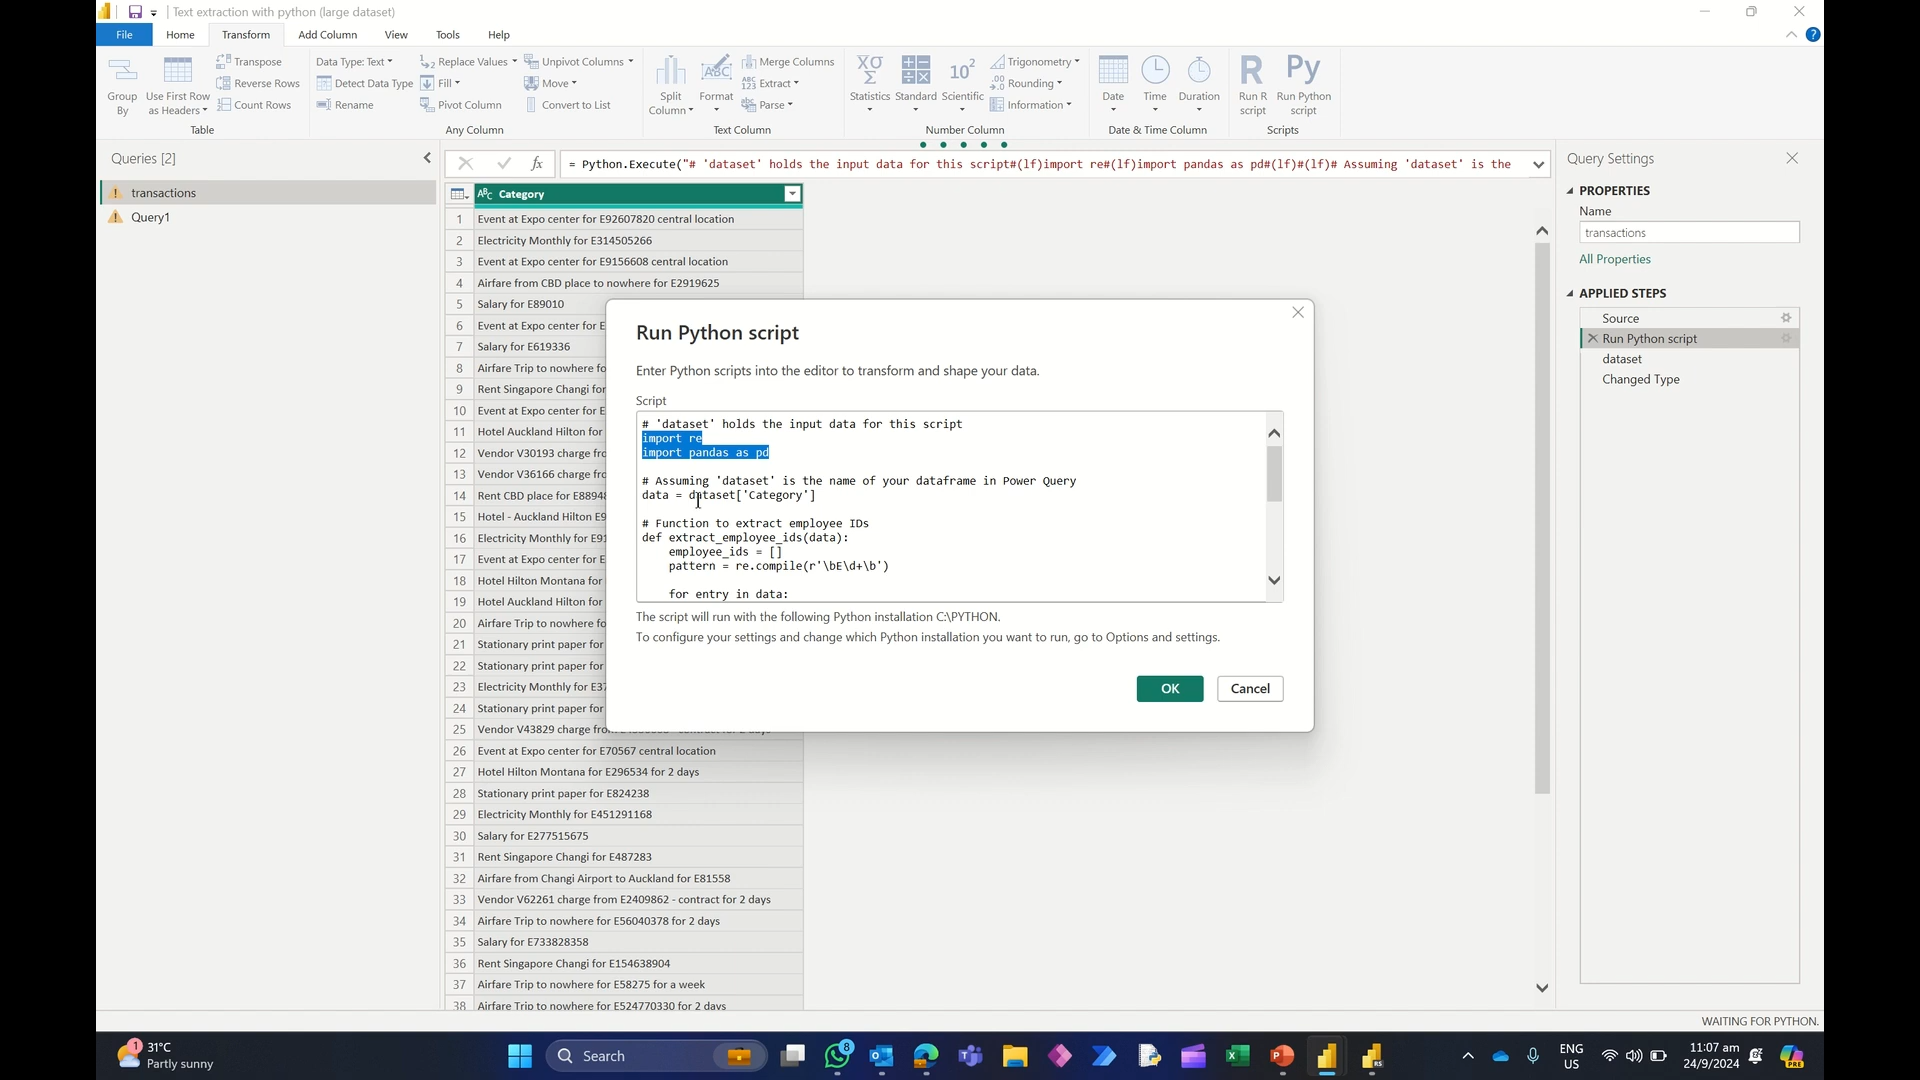 Text extraction with python (large dataset)
File Home Transform Add Column View Tools Help
Group By
Use First Row as Headers
Transpose
Reverse Rows
Count Rows
Table
Data Type: Text
Detect Data Type
Rename
Replace Values
Fill
Pivot Column
Unpivot Columns
Move
Convert to List
Any Column
Split Column
Format
Merge Columns
Extract
Parse
Text Column
Statistics
Standard
Scientific
Trigonometry
Rounding
Information
Number Column
Date
Time
Duration
Date & Time Column
Run R script
Run Python script
Scripts
Queries [2]
transactions
Query1
= Python.Execute("# 'dataset' holds the input data for this script#(lf)import re#(lf)import pandas as pd#(lf)#(lf)# Assuming 'dataset' is the
Category
1 Event at Expo center for E92607820 central location
2 Electricity Monthly for E314505266
3 Event at Expo center for E9156608 central location
4 Airfare from CBD place to nowhere for E2919625
5 Salary for E89010
6 Event at Expo center for E
7 Salary for E619336
8 Airfare Trip to nowhere fo
9 Rent Singapore Changi for
10 Event at Expo center for E
11 Hotel Auckland Hilton for
12 Vendor V30193 charge fro
13 Vendor V36166 charge fro
14 Rent CBD place for E8894
15 Hotel - Auckland Hilton E9
16 Electricity Monthly for E91
17 Event at Expo center for E
18 Hotel Hilton Montana for
19 Hotel Auckland Hilton for
20 Airfare Trip to nowhere fo
21 Stationary print paper for
22 Stationary print paper for
23 Electricity Monthly for E37
24 Stationary print paper for
25 Vendor V43829 charge from
26 Event at Expo center for E70567 central location
27 Hotel Hilton Montana for E296534 for 2 days
28 Stationary print paper for E824238
29 Electricity Monthly for E451291168
30 Salary for E277515675
31 Rent Singapore Changi for E487283
32 Airfare from Changi Airport to Auckland for E81558
33 Vendor V62261 charge from E2409862 - contract for 2 days
34 Airfare Trip to nowhere for E56040378 for 2 days
35 Salary for E733828358
36 Rent Singapore Changi for E154638904
37 Airfare Trip to nowhere for E58275 for a week
38 Airfare Trip to nowhere for E524770330 for 2 days
Run Python script
Enter Python scripts into the editor to transform and shape your data.
Script
# 'dataset' holds the input data for this script
import re
import pandas as pd
# Assuming 'dataset' is the name of your dataframe in Power Query
data = dataset['Category']
# Function to extract employee IDs
def extract_employee_ids(data):
employee_ids = []
pattern = re.compile(r'\bE\d+\b')
for entry in data:
The script will run with the following Python installation C:\PYTHON.
To configure your settings and change which Python installation you want to run, go to Options and settings.
OK Cancel
Query Settings
PROPERTIES
Name
transactions
All Properties
APPLIED STEPS
Source
Run Python script
dataset
Changed Type
WAITING FOR PYTHON.
1 31°C
Partly sunny
Search
8
ENG
US
11:07 am
24/9/2024